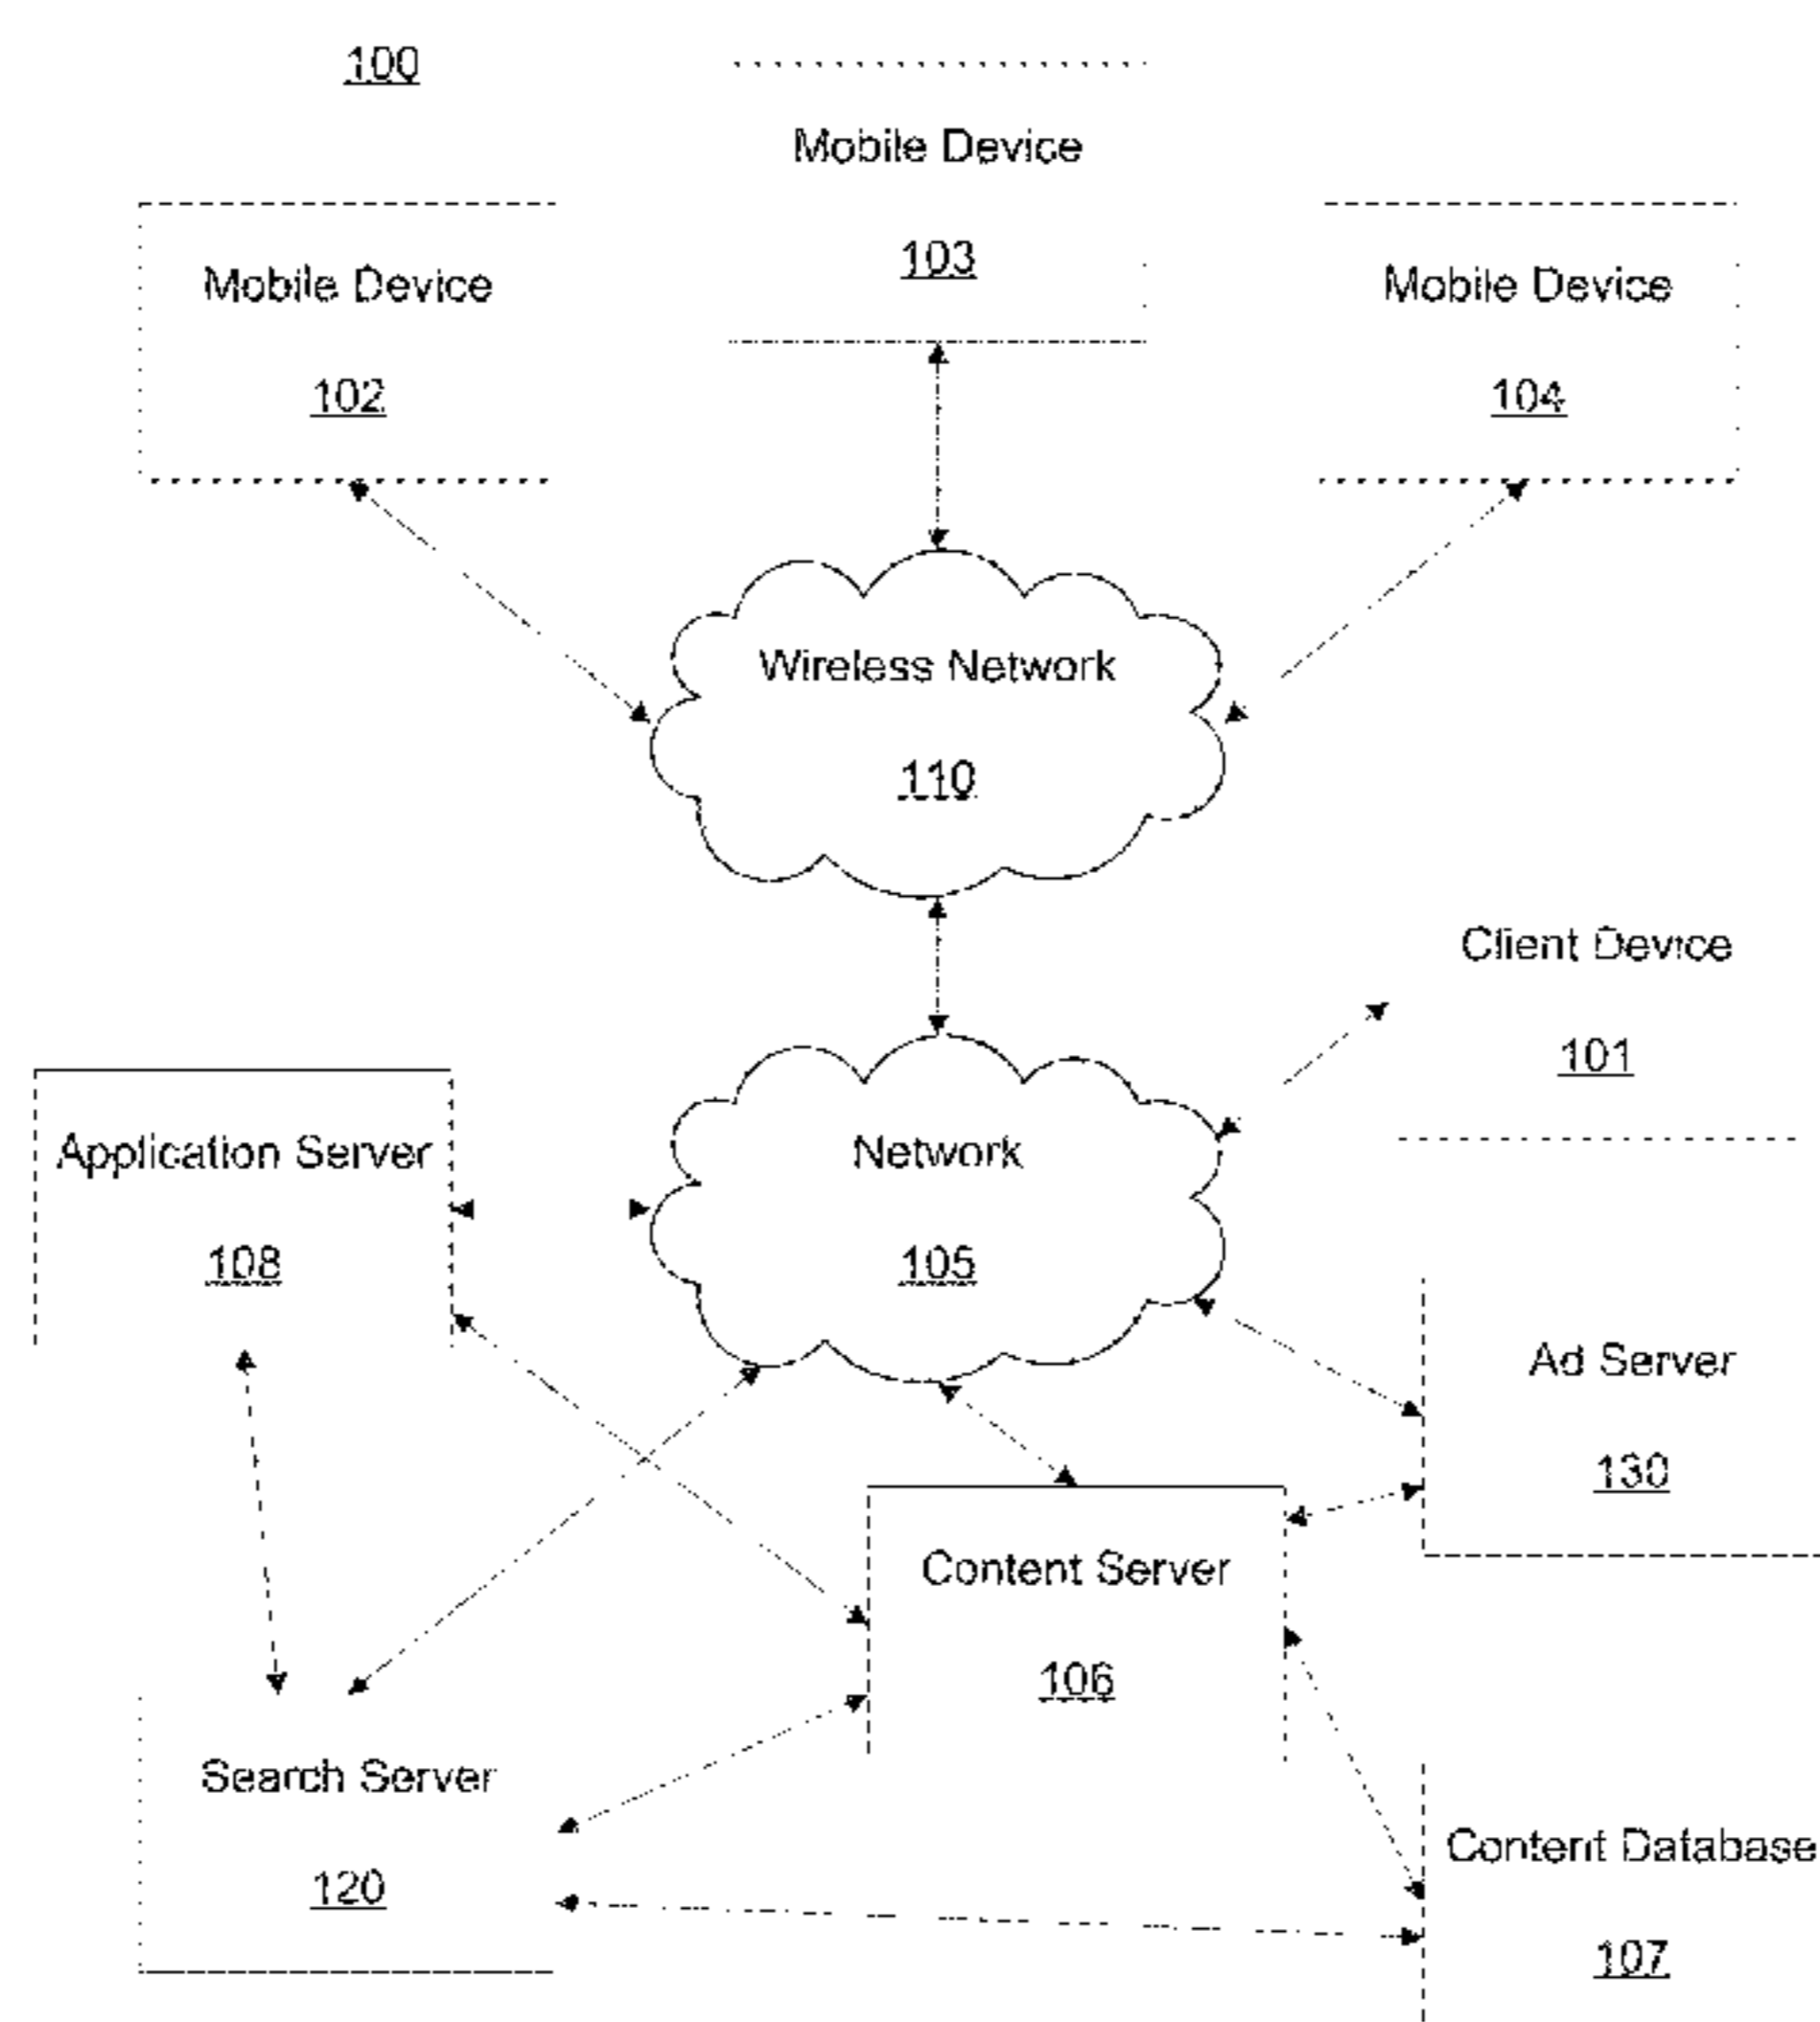 100
Mobile Device
103
Mobile Device
102
Mobile Device
104
Wireless Network
110
Client Device
101
Application Server
108
Network
105
Ad Server
130
Content Server
106
Search Server
120
Content Database
107